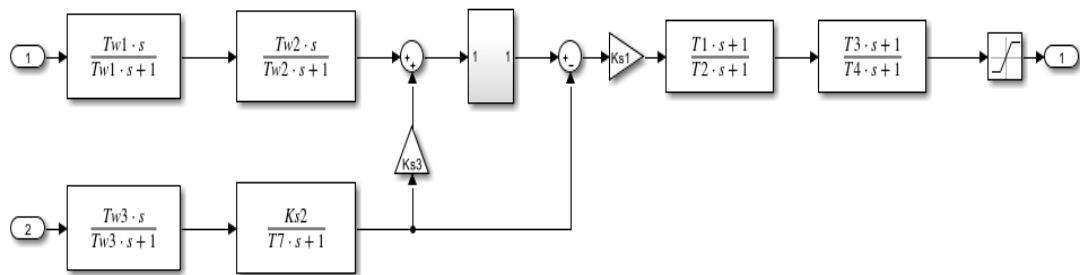 1
Tw1 · s
Tw1 · s + 1
Tw2 · s
Tw2 · s + 1
+
+
1
1
+
−
Ks1
T1 · s + 1
T2 · s + 1
T3 · s + 1
T4 · s + 1
1
Ks3
2
Tw3 · s
Tw3 · s + 1
Ks2
T7 · s + 1